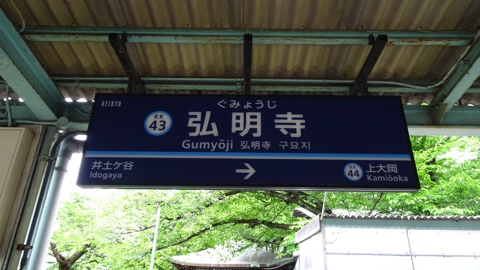 KEIKYU
ぐみょうじ
KK 43 弘明寺
Gumyōji 弘明寺 구묘지
井土ケ谷 → KK 44 上大岡
Idogaya Kamiōoka